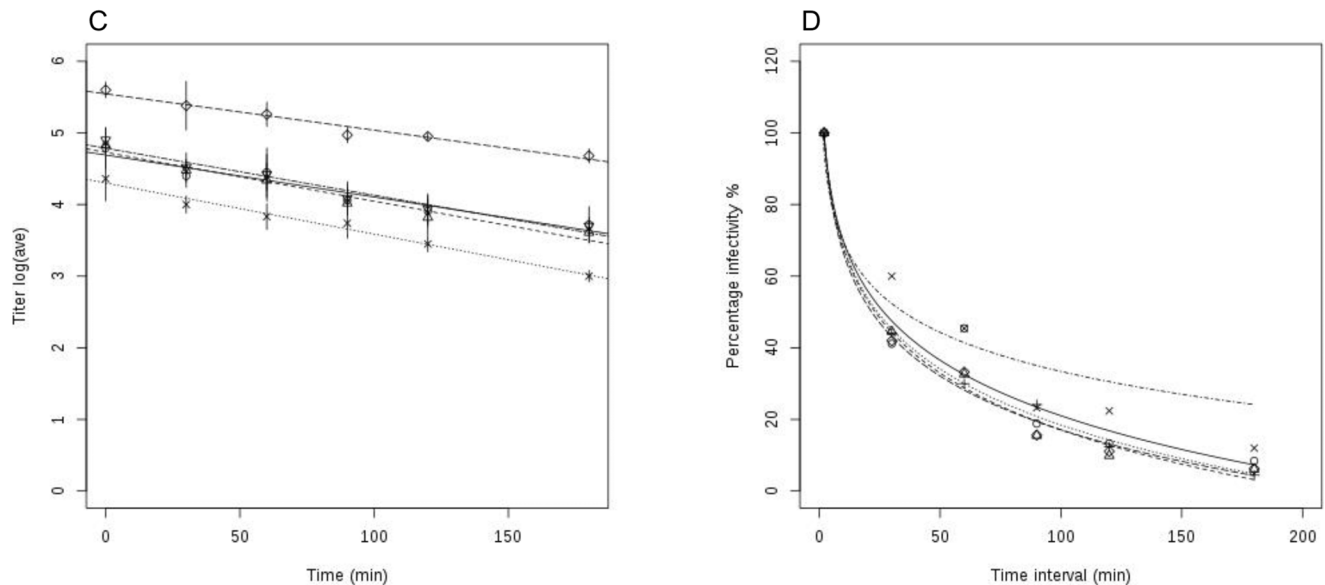 C
D
6
5
4
3
2
1
0
Titer log(ave)
0 50 100 150
Time (min)
120
100
80
60
40
20
0
Percentage infectivity %
0 50 100 150 200
Time interval (min)